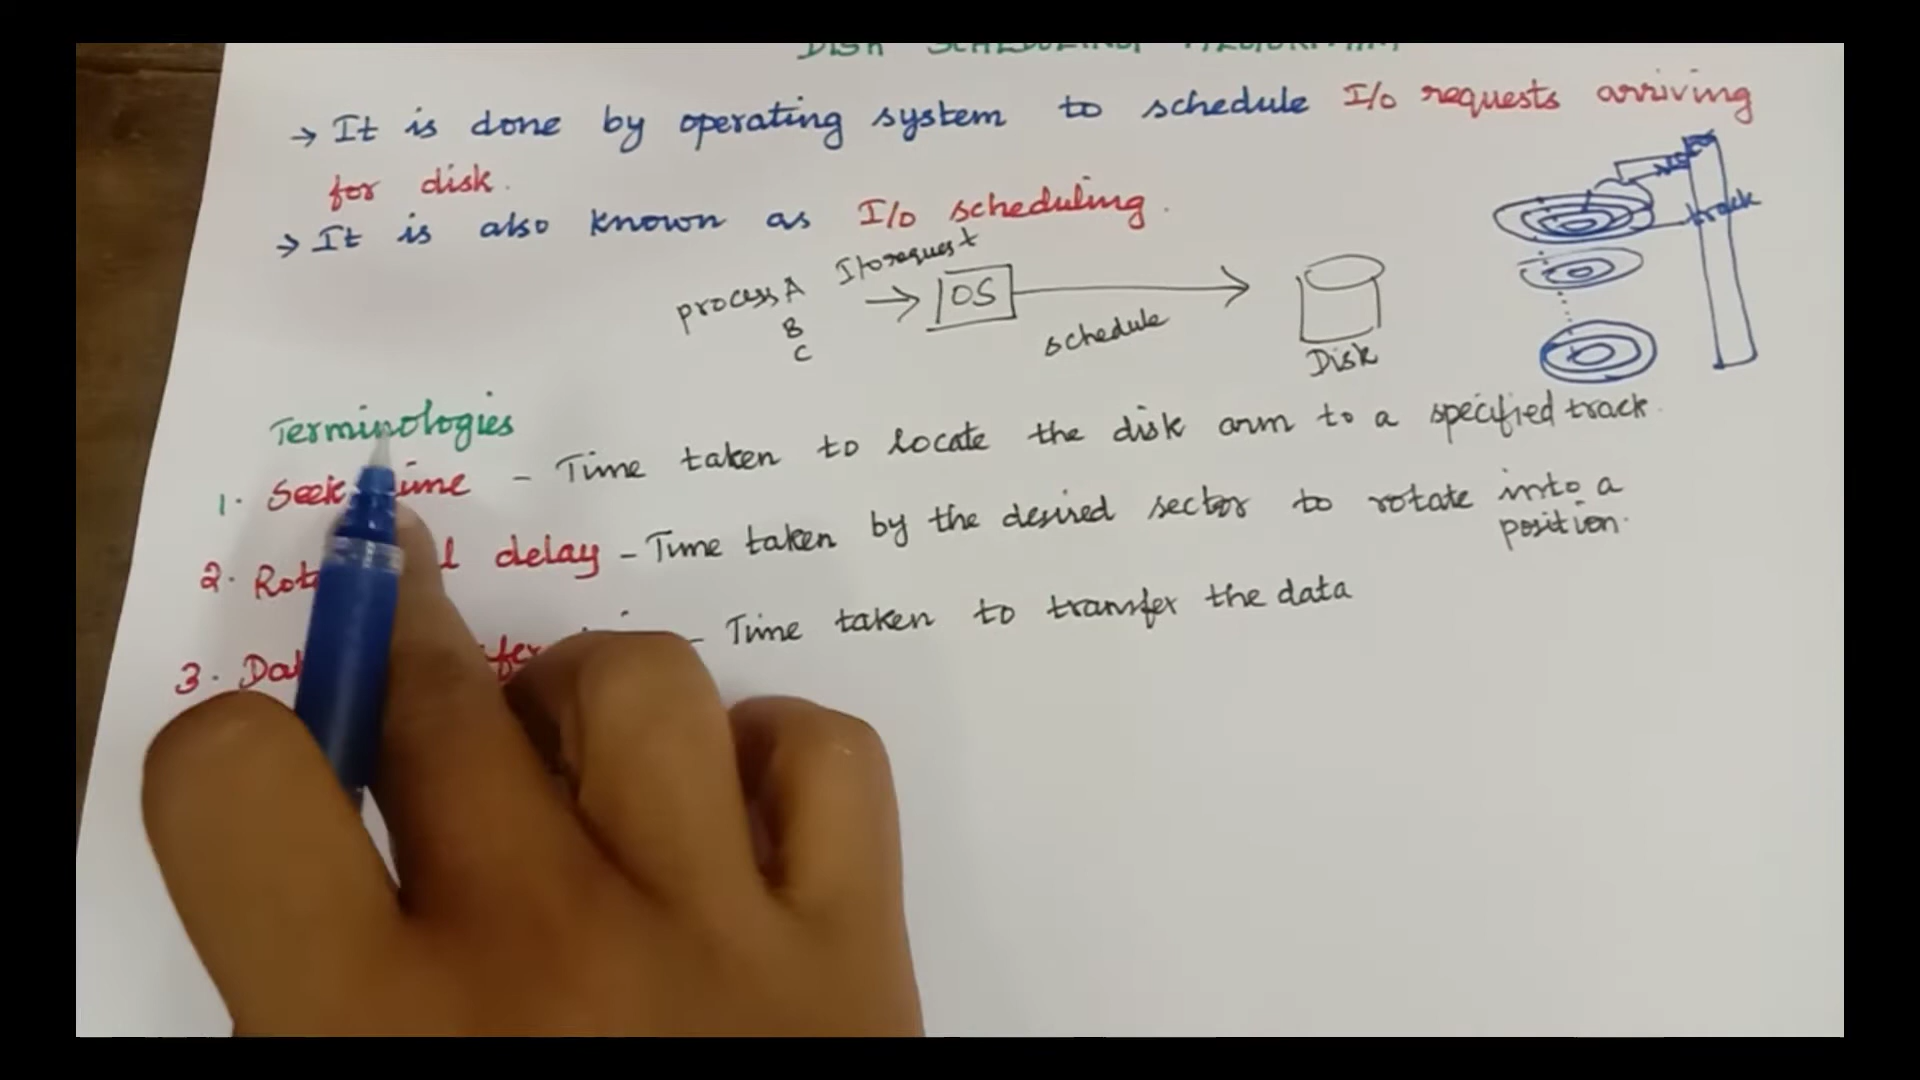 DISK SCHEDULING ALGORITHM
→ It is done by operating system to schedule I/o requests arriving
for disk.
→ It is also known as I/o scheduling.
track
process A I/o request → OS schedule Disk
B
C
Terminologies
1. Seek time - Time taken to locate the disk arm to a specified track
2. delay - Time taken by the desired sector to rotate into a
position.
3. - Time taken to transfer the data